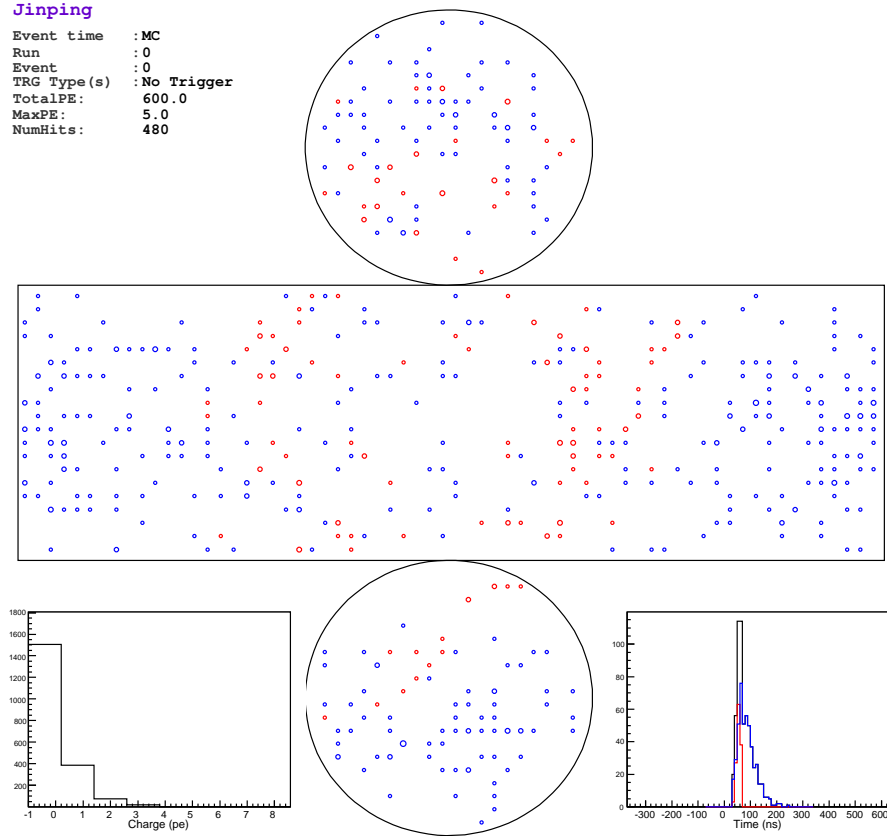 Jinping
Event time :MC
Run :0
Event :0
TRG Type(s) :No Trigger
TotalPE: 600.0
MaxPE: 5.0
NumHits: 480
1800
1600
1400
1200
1000
800
600
400
200
-1 0 1 2 3 4 5 6 7 8
Charge (pe)
100
80
60
40
20
0
-300 -200 -100 0 100 200 300 400 500 600
Time (ns)